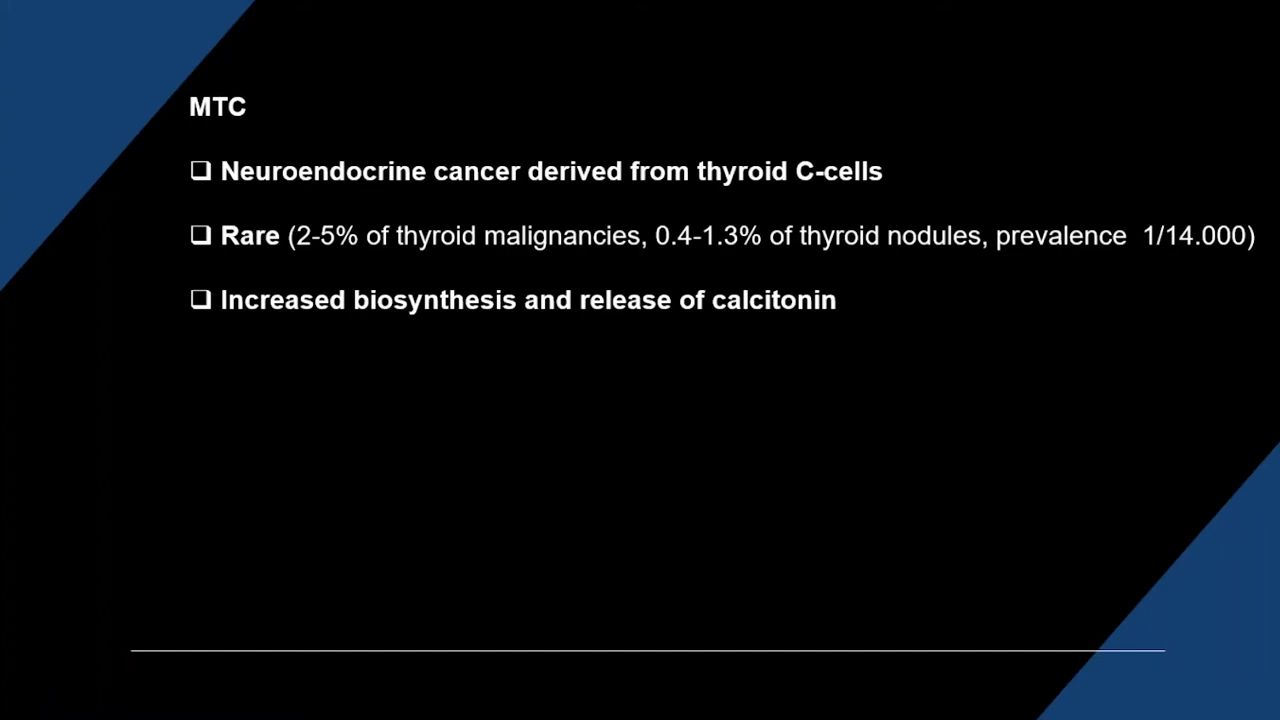 MTC
❑ Neuroendocrine cancer derived from thyroid C-cells
❑ Rare (2-5% of thyroid malignancies, 0.4-1.3% of thyroid nodules, prevalence 1/14.000)
❑ Increased biosynthesis and release of calcitonin